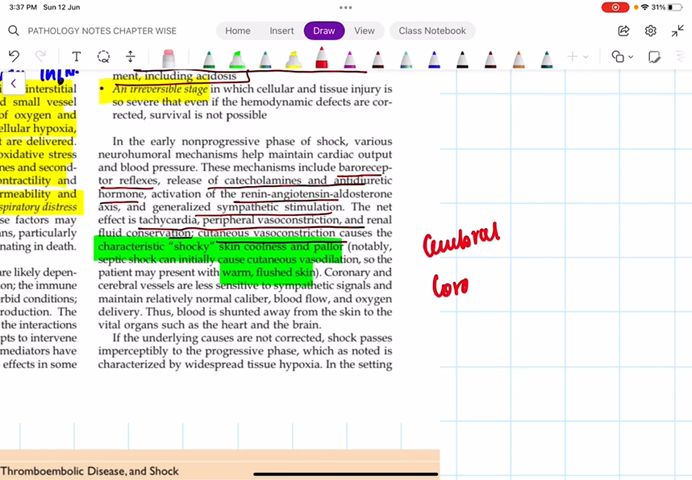 3:37 PM Sun 12 Jun
31%
PATHOLOGY NOTES CHAPTER WISE
Home Insert Draw View Class Notebook
interstitial
d small vessel
of oxygen and
ellular hypoxia,
t are delivered.
oxidative stress
nes and second-
ontractility and
rmeability and
spiratory distress
se factors may
ans, particularly
nating in death.
are likely depen-
ion; the immune
rbid conditions;
roduction. The
the interactions
pts to intervene
mediators have
effects in some
ment, including acidosis
• An irreversible stage in which cellular and tissue injury is
so severe that even if the hemodynamic defects are cor-
rected, survival is not possible
In the early nonprogressive phase of shock, various
neurohumoral mechanisms help maintain cardiac output
and blood pressure. These mechanisms include barorecep-
tor reflexes, release of catecholamines and antidiuretic
hormone, activation of the renin-angiotensin-aldosterone
axis, and generalized sympathetic stimulation. The net
effect is tachycardia, peripheral vasoconstriction, and renal
fluid conservation; cutaneous vasoconstriction causes the
characteristic “shocky” skin coolness and pallor (notably,
septic shock can initially cause cutaneous vasodilation, so the
patient may present with warm, flushed skin). Coronary and
cerebral vessels are less sensitive to sympathetic signals and
maintain relatively normal caliber, blood flow, and oxygen
delivery. Thus, blood is shunted away from the skin to the
vital organs such as the heart and the brain.
If the underlying causes are not corrected, shock passes
imperceptibly to the progressive phase, which as noted is
characterized by widespread tissue hypoxia. In the setting
Coro
Thromboembolic Disease, and Shock